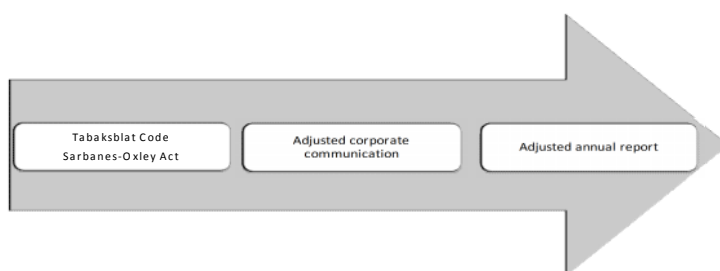 Tabaksblat Code
Sarbanes-Oxley Act
Adjusted corporate
communication
Adjusted annual report